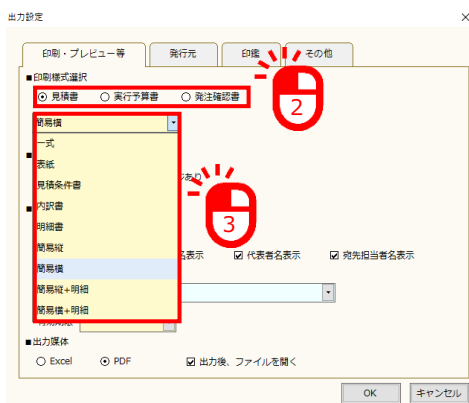 出力設定
×
印刷・プレビュー等 発行元 印鑑 その他
■印刷様式選択
見積書 実行予算書 発注確認書
2
簡易横
一式
表紙
見積条件書
内訳書
明細書
簡易縦
簡易横
簡易縦+明細
簡易横+明細
あり
3
名表示 代表者名表示 宛先担当者名表示
■出力媒体
Excel PDF 出力後、ファイルを開く
OK キャンセル